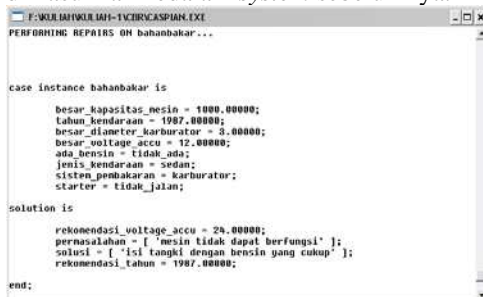 F:\KULIAH\KULIAH~1\CBR\CASPIAN.EXE
PERFORMING REPAIRS ON bahanbakar...
case instance bahanbakar is
besar_kapasitas_mesin = 1000.00000;
tahun_kendaraan = 1987.00000;
besar_diameter_karburator = 3.00000;
besar_voltage_accu = 12.00000;
ada_bensin = tidak_ada;
jenis_kendaraan = sedan;
sistem_pembakaran = karburator;
starter = tidak_jalan;
solution is
rekomendasi_voltage_accu = 24.00000;
permasalahan = [ 'mesin tidak dapat berfungsi' ];
solusi = [ 'isi tangki dengan bensin yang cukup' ];
rekomendasi_tahun = 1987.00000;
end;